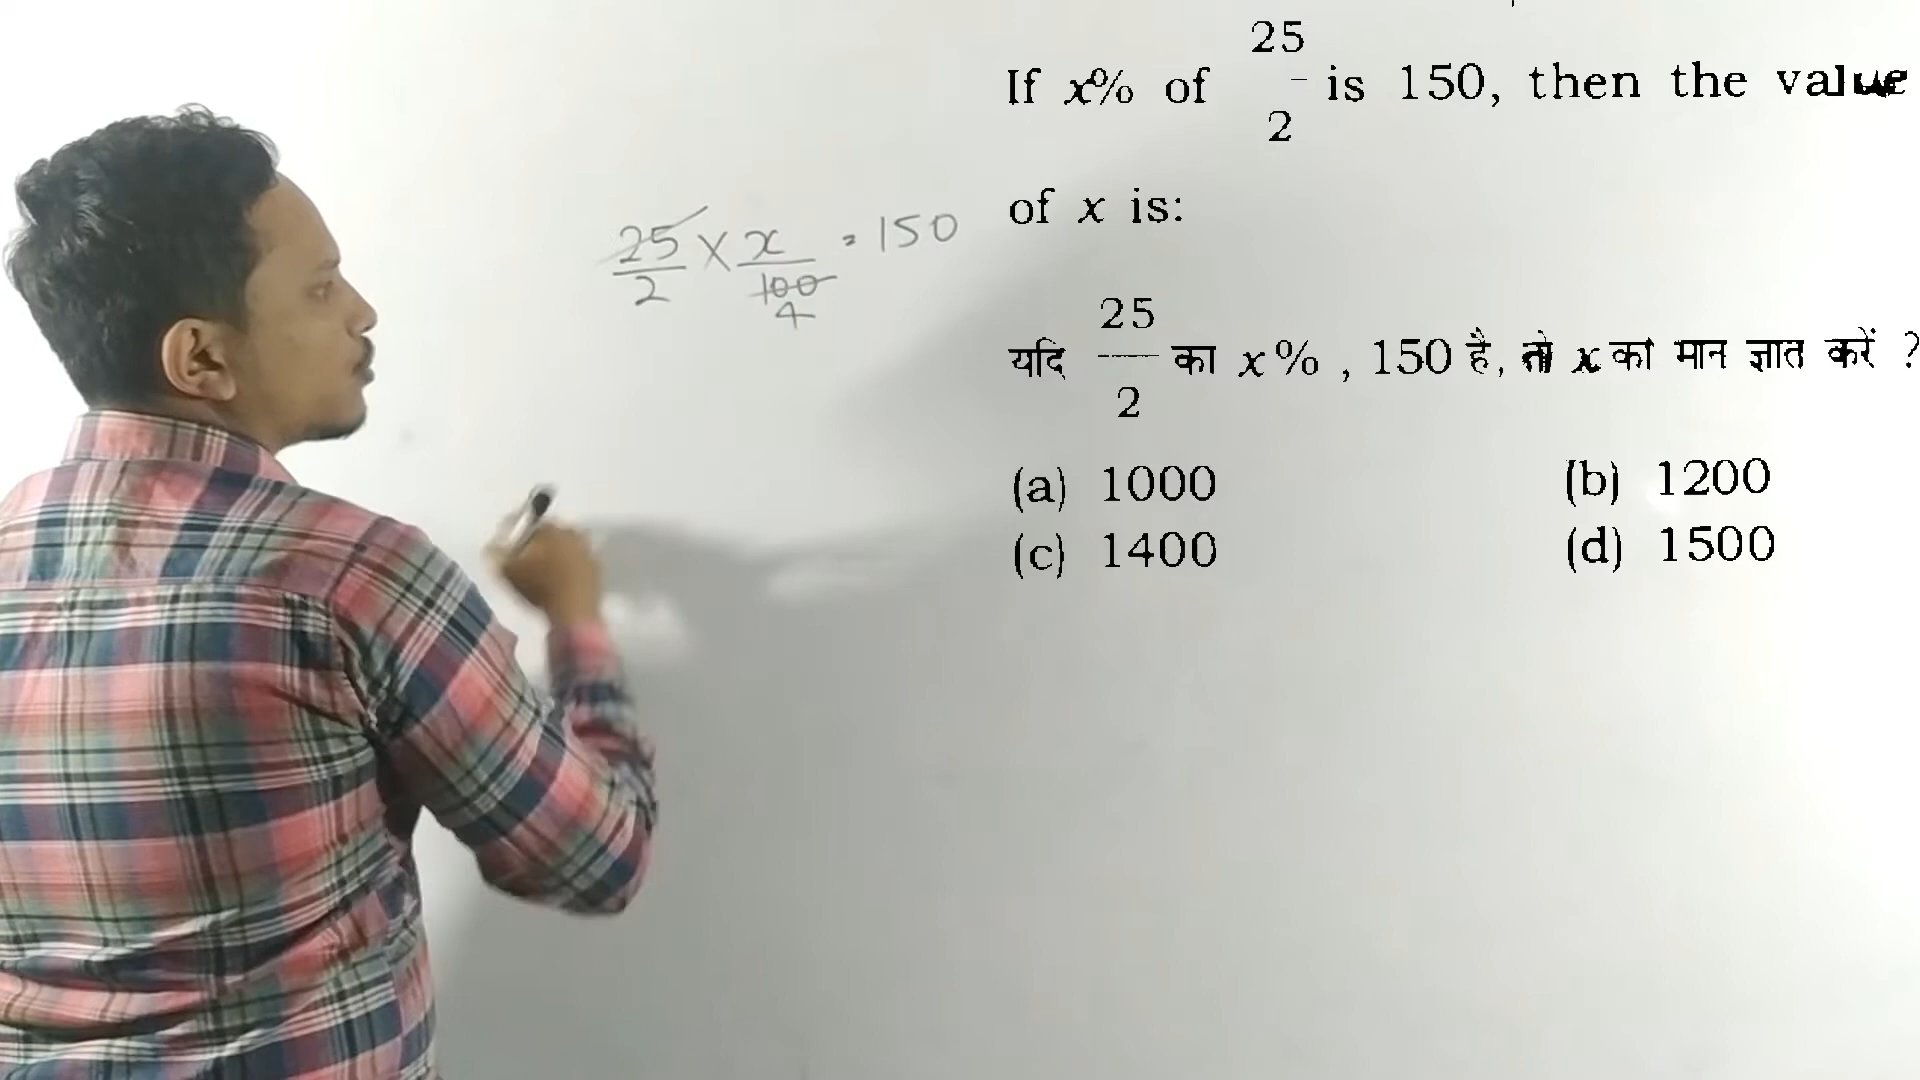 25/2 × x/100 = 150
4
If x% of 25/2 is 150, then the value
of x is:
यदि 25/2 का x% , 150 है, तो x का मान ज्ञात करें ?
(a) 1000 (b) 1200
(c) 1400 (d) 1500